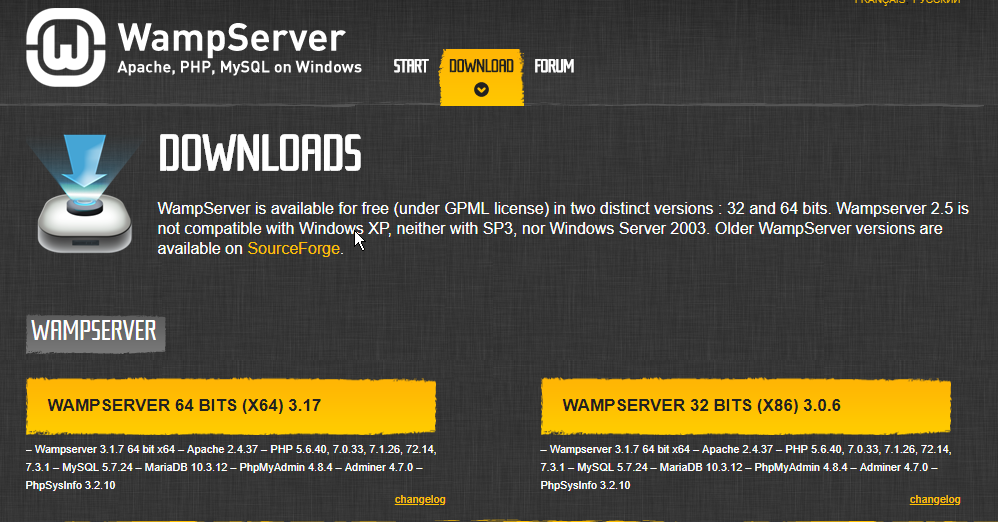 FRANÇAIS РУССКИЙ
WampServer
Apache, PHP, MySQL on Windows
START DOWNLOAD FORUM
DOWNLOADS
WampServer is available for free (under GPML license) in two distinct versions : 32 and 64 bits. Wampserver 2.5 is
not compatible with Windows XP, neither with SP3, nor Windows Server 2003. Older WampServer versions are
available on SourceForge.
WAMPSERVER
WAMPSERVER 64 BITS (X64) 3.17
– Wampserver 3.1.7 64 bit x64 – Apache 2.4.37 – PHP 5.6.40, 7.0.33, 7.1.26, 72.14,
7.3.1 – MySQL 5.7.24 – MariaDB 10.3.12 – PhpMyAdmin 4.8.4 – Adminer 4.7.0 –
PhpSysInfo 3.2.10
changelog
WAMPSERVER 32 BITS (X86) 3.0.6
– Wampserver 3.1.7 64 bit x64 – Apache 2.4.37 – PHP 5.6.40, 7.0.33, 7.1.26, 72.14,
7.3.1 – MySQL 5.7.24 – MariaDB 10.3.12 – PhpMyAdmin 4.8.4 – Adminer 4.7.0 –
PhpSysInfo 3.2.10
changelog